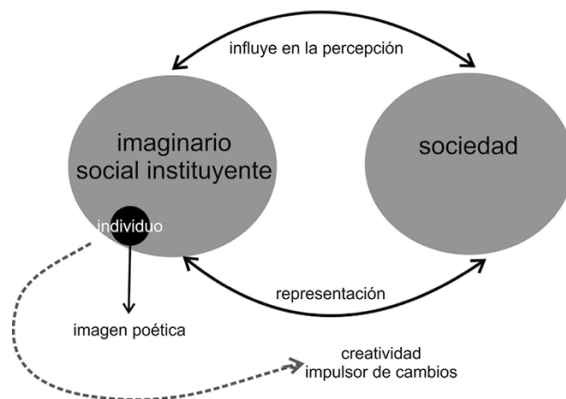 influye en la percepción
imaginario
social instituyente
sociedad
individuo
representación
imagen poética
creatividad
impulsor de cambios